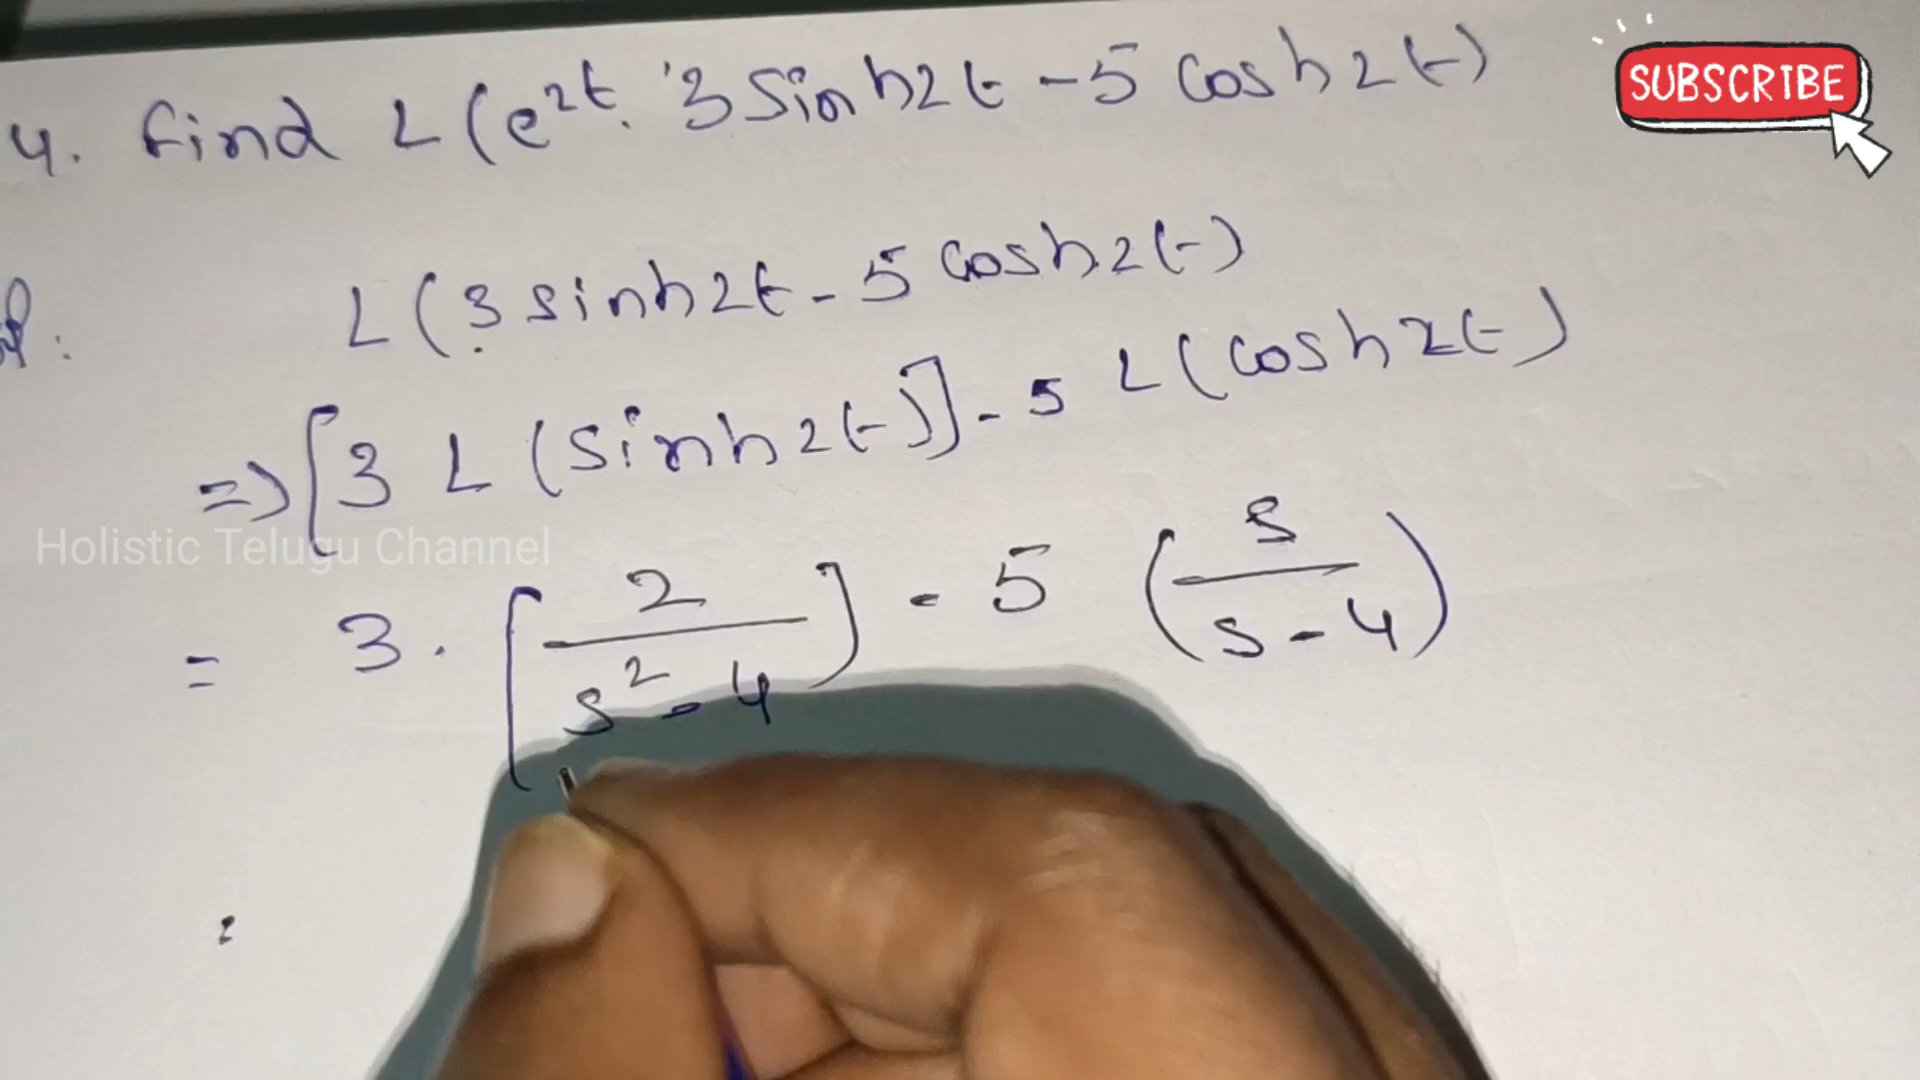 4. Find L(e^2t. 3 Sinh2t - 5 Cosh2t)
SUBSCRIBE
L(3 sinh2t - 5 cosh2t)
=> [3 L (Sinh2t)] - 5 L(cosh2t)
Holistic Telugu Channel
= 3 . [2/(s^2 - 4)] - 5 (s/(s - 4))